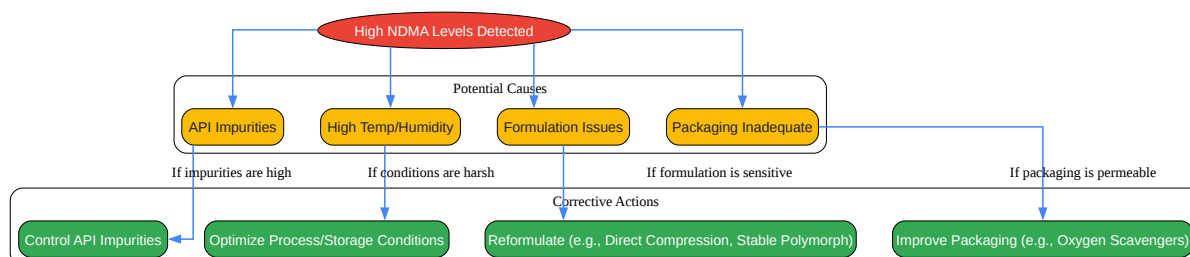 High NDMA Levels Detected
Potential Causes
API Impurities
High Temp/Humidity
Formulation Issues
Packaging Inadequate
If impurities are high
If conditions are harsh
If formulation is sensitive
If packaging is permeable
Corrective Actions
Control API Impurities
Optimize Process/Storage Conditions
Reformulate (e.g., Direct Compression, Stable Polymorph)
Improve Packaging (e.g., Oxygen Scavengers)